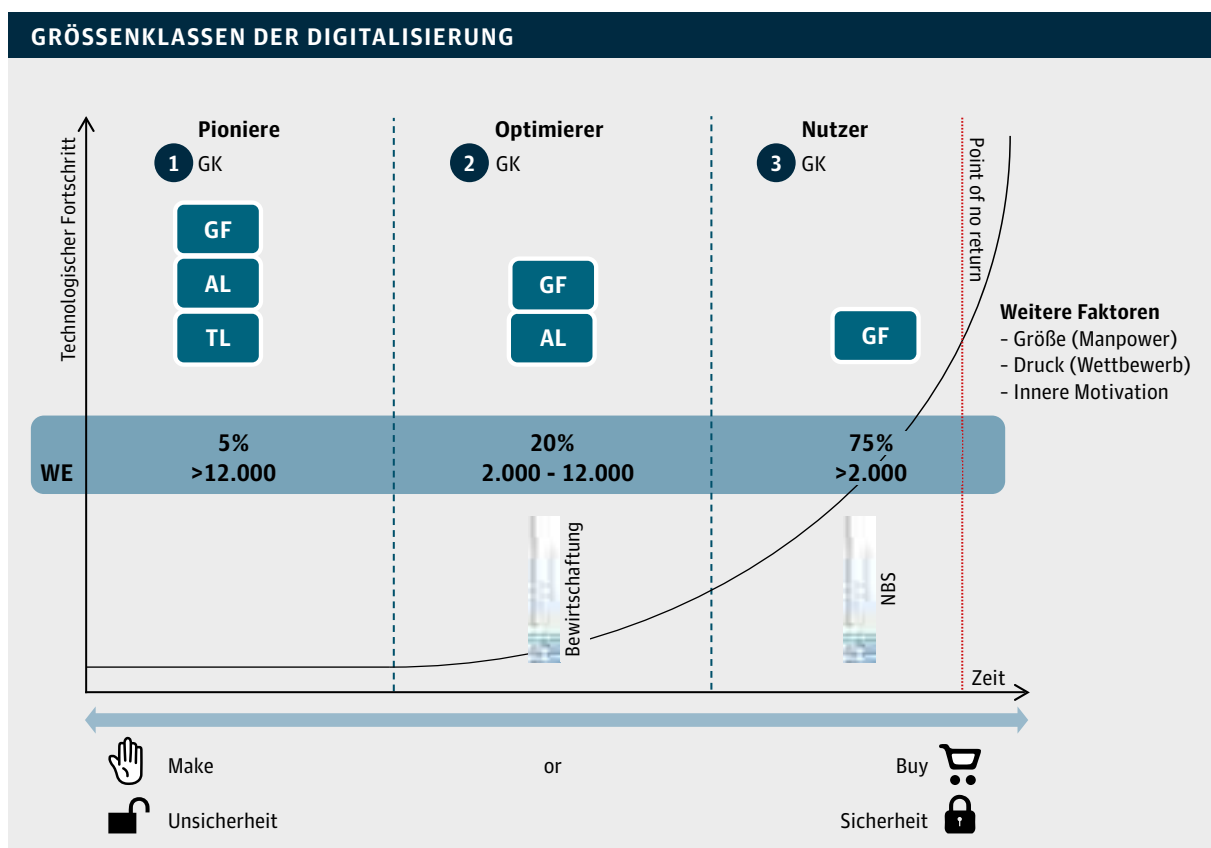 GRÖSSENKLASSEN DER DIGITALISIERUNG
Technologischer Fortschritt
Pioniere
1 GK
GF
AL
TL
Optimierer
2 GK
GF
AL
Nutzer
3 GK
GF
Point of no return
Weitere Faktoren
- Größe (Manpower)
- Druck (Wettbewerb)
- Innere Motivation
5% 20% 75%
WE >12.000 2.000 - 12.000 >2.000
Bewirtschaftung
NBS
Zeit
Make or Buy
Unsicherheit Sicherheit